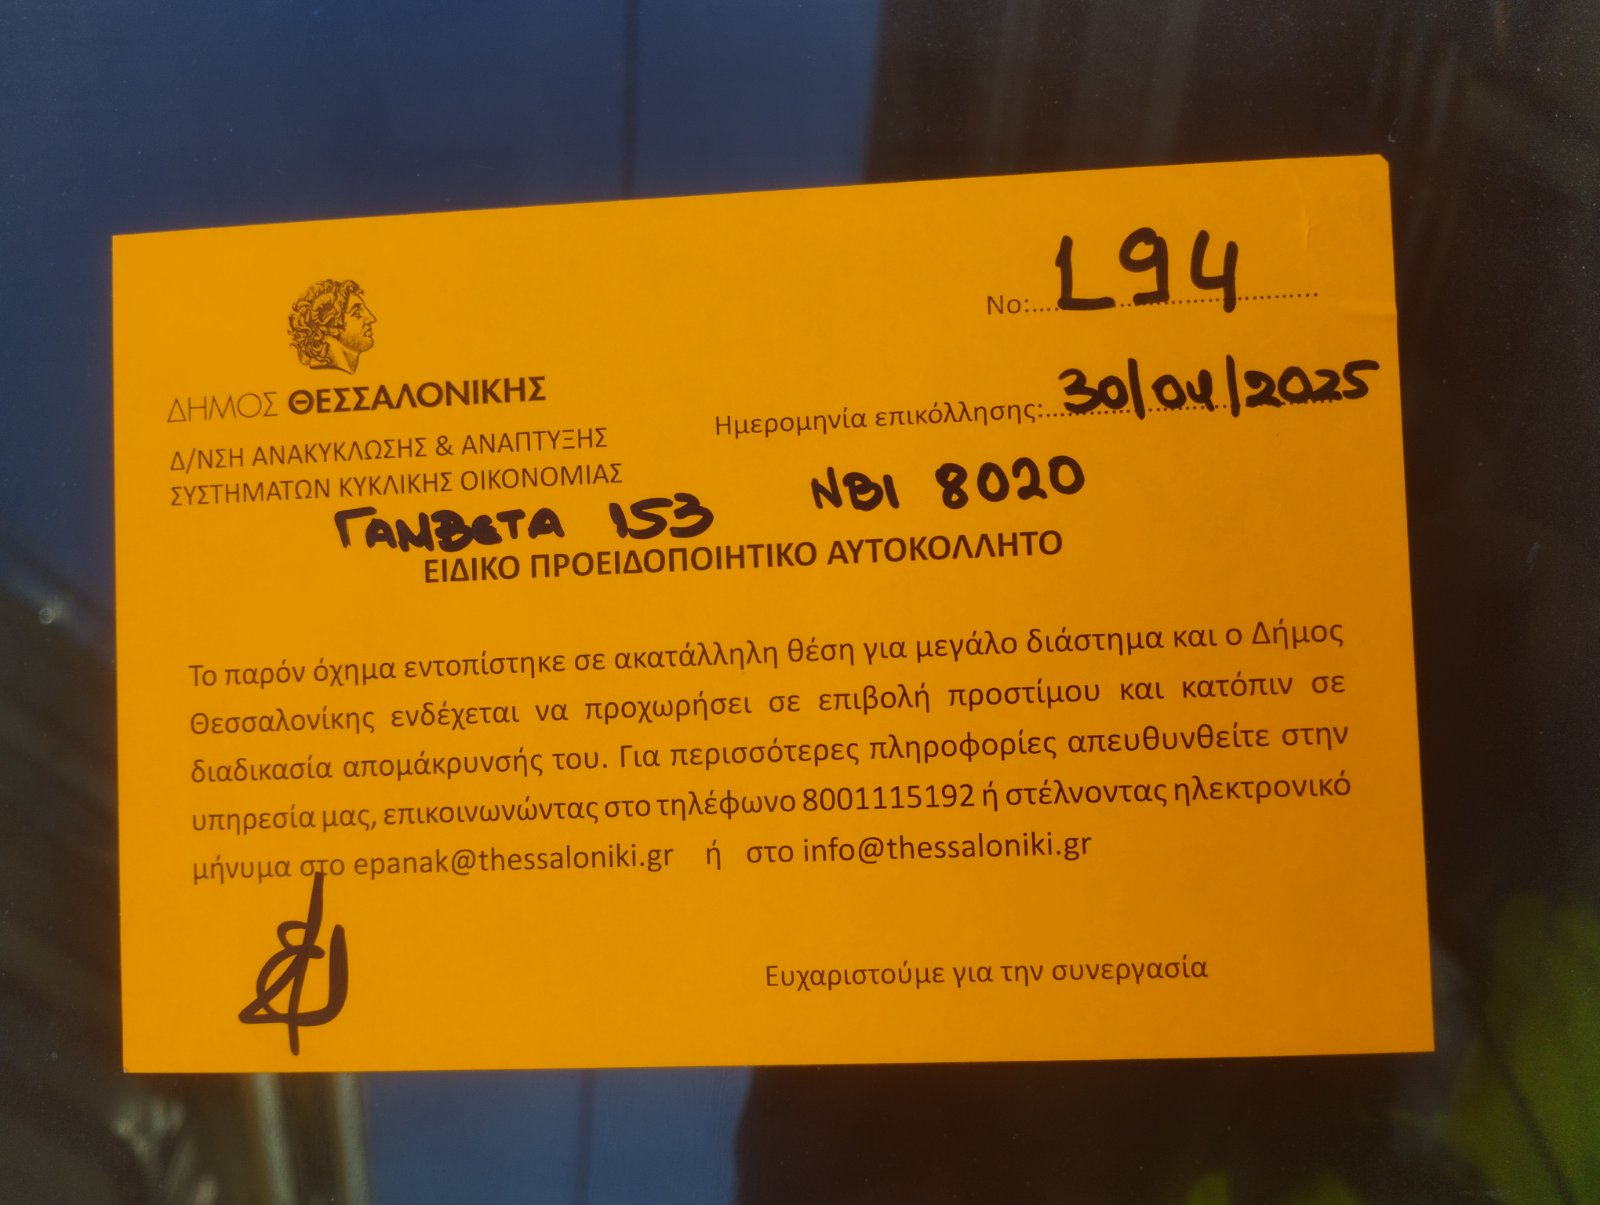 No: 194
ΔΗΜΟΣ ΘΕΣΣΑΛΟΝΙΚΗΣ
Ημερομηνία επικόλλησης: 30/04/2025
Δ/ΝΣΗ ΑΝΑΚΥΚΛΩΣΗΣ & ΑΝΑΠΤΥΞΗΣ
ΣΥΣΤΗΜΑΤΩΝ ΚΥΚΛΙΚΗΣ ΟΙΚΟΝΟΜΙΑΣ
ΓΑΜΒΕΤΑ 153 ΝΒΙ 8020
ΕΙΔΙΚΟ ΠΡΟΕΙΔΟΠΟΙΗΤΙΚΟ ΑΥΤΟΚΟΛΛΗΤΟ
Το παρόν όχημα εντοπίστηκε σε ακατάλληλη θέση για μεγάλο διάστημα και ο Δήμος
Θεσσαλονίκης ενδέχεται να προχωρήσει σε επιβολή προστίμου και κατόπιν σε
διαδικασία απομάκρυνσής του. Για περισσότερες πληροφορίες απευθυνθείτε στην
υπηρεσία μας, επικοινωνώντας στο τηλέφωνο 8001115192 ή στέλνοντας ηλεκτρονικό
μήνυμα στο epanak@thessaloniki.gr ή στο info@thessaloniki.gr
Ευχαριστούμε για την συνεργασία